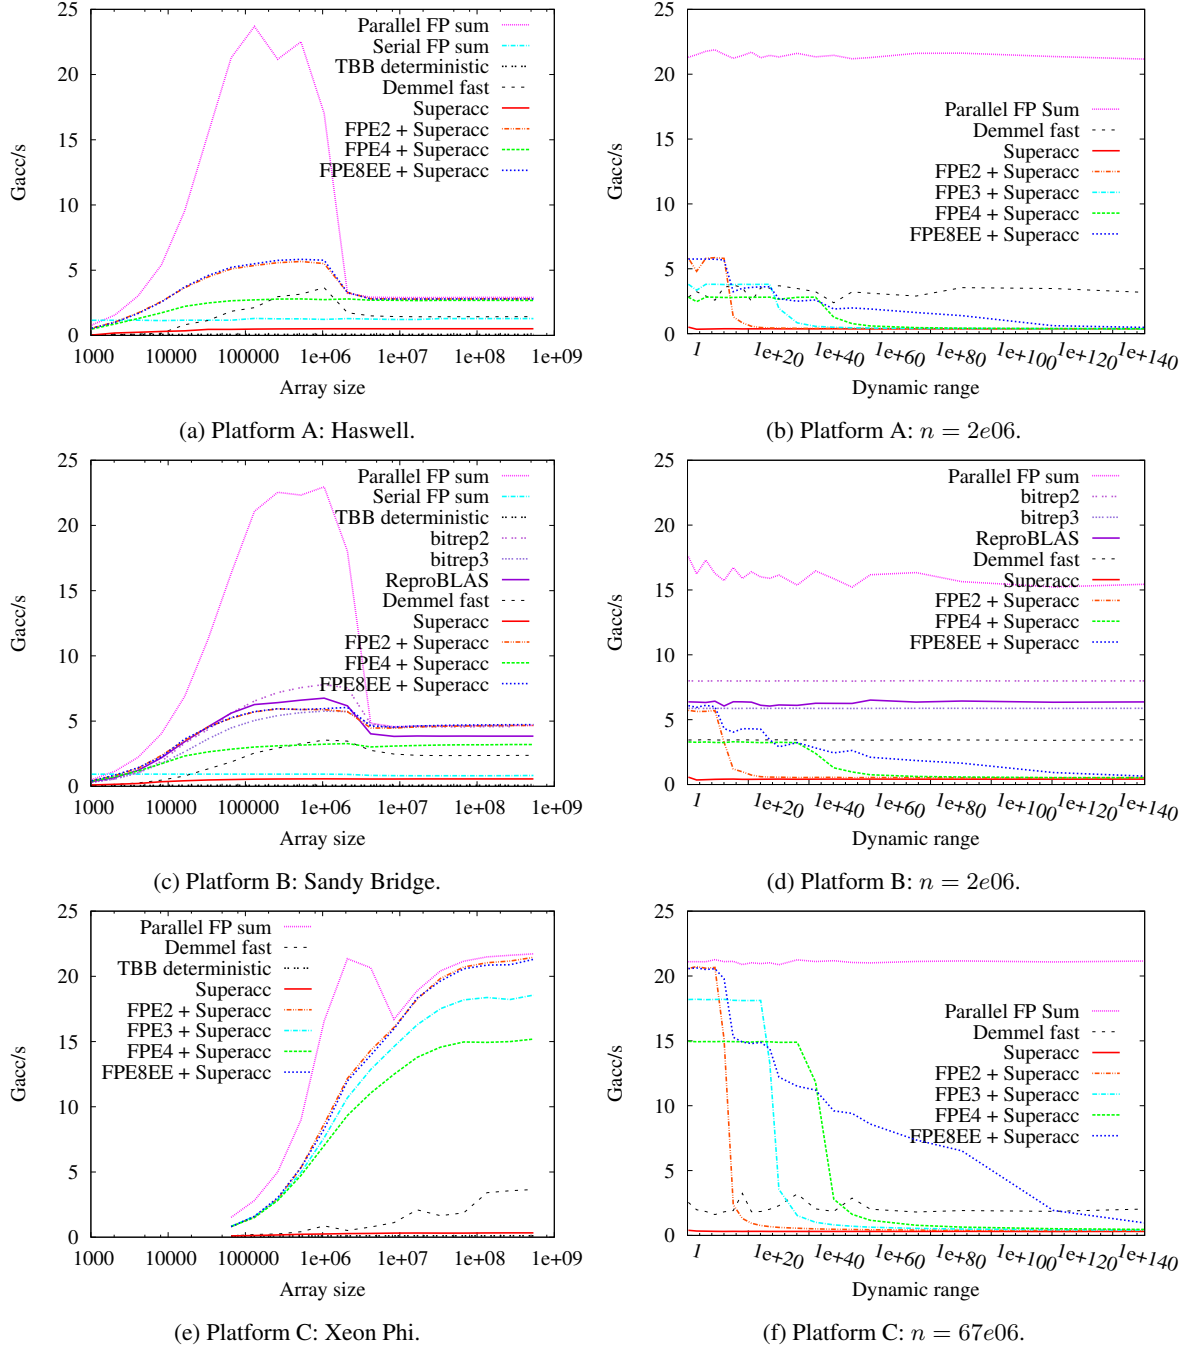 25
20
15
10
5
0
Gacc/s
Parallel FP sum
Serial FP sum
TBB deterministic
Demmel fast
Superacc
FPE2 + Superacc
FPE4 + Superacc
FPE8EE + Superacc
1000 10000 100000 1e+06 1e+07 1e+08 1e+09
Array size
(a) Platform A: Haswell.
25
20
15
10
5
0
Gacc/s
Parallel FP Sum
Demmel fast
Superacc
FPE2 + Superacc
FPE3 + Superacc
FPE4 + Superacc
FPE8EE + Superacc
1 1e+20 1e+40 1e+60 1e+80 1e+100 1e+120 1e+140
Dynamic range
(b) Platform A: n = 2e06.
25
20
15
10
5
0
Gacc/s
Parallel FP sum
Serial FP sum
TBB deterministic
bitrep2
bitrep3
ReproBLAS
Demmel fast
Superacc
FPE2 + Superacc
FPE4 + Superacc
FPE8EE + Superacc
1000 10000 100000 1e+06 1e+07 1e+08 1e+09
Array size
(c) Platform B: Sandy Bridge.
25
20
15
10
5
0
Gacc/s
Parallel FP sum
bitrep2
bitrep3
ReproBLAS
Demmel fast
Superacc
FPE2 + Superacc
FPE4 + Superacc
FPE8EE + Superacc
1 1e+20 1e+40 1e+60 1e+80 1e+100 1e+120 1e+140
Dynamic range
(d) Platform B: n = 2e06.
25
20
15
10
5
0
Gacc/s
Parallel FP sum
Demmel fast
TBB deterministic
Superacc
FPE2 + Superacc
FPE3 + Superacc
FPE4 + Superacc
FPE8EE + Superacc
1000 10000 100000 1e+06 1e+07 1e+08 1e+09
Array size
(e) Platform C: Xeon Phi.
25
20
15
10
5
0
Gacc/s
Parallel FP Sum
Demmel fast
Superacc
FPE2 + Superacc
FPE3 + Superacc
FPE4 + Superacc
FPE8EE + Superacc
1 1e+20 1e+40 1e+60 1e+80 1e+100 1e+120 1e+140
Dynamic range
(f) Platform C: n = 67e06.